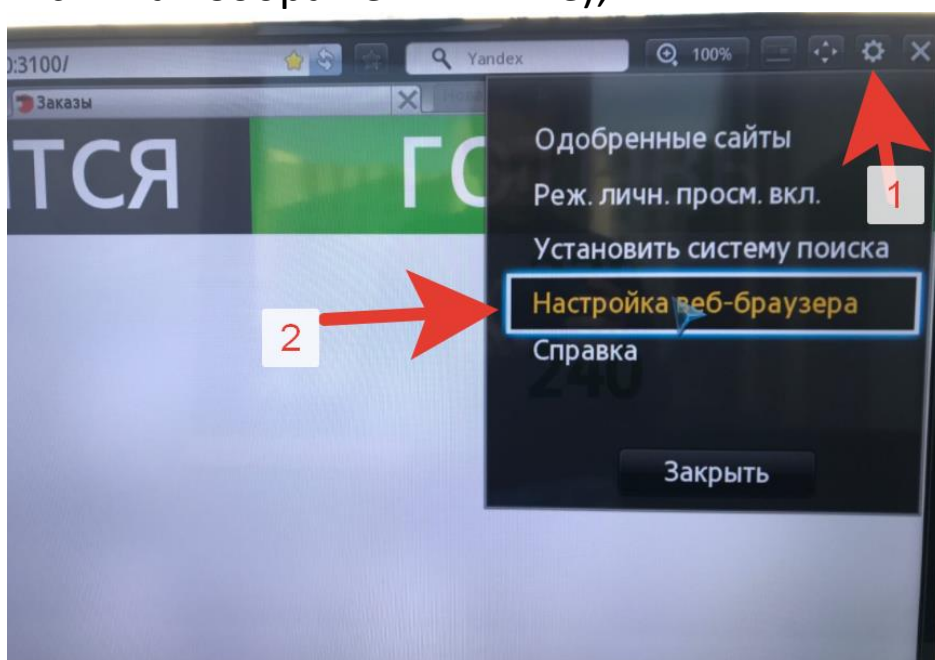 :3100/
Yandex
100%
Заказы
ТСЯ
ГО
Одобренные сайты
Реж. личн. просм. вкл.
1
Установить систему поиска
Настройка веб-браузера
2
Справка
240
Закрыть